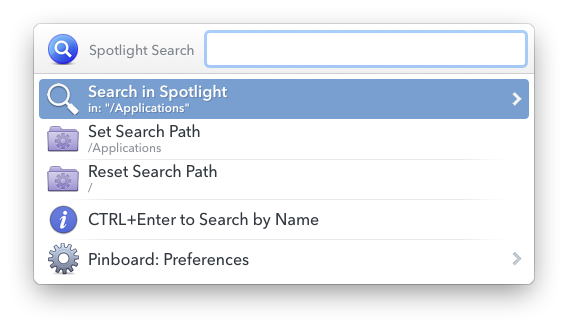 Spotlight Search
Search in Spotlight
in: "/Applications"
Set Search Path
/Applications
Reset Search Path
/
CTRL+Enter to Search by Name
Pinboard: Preferences